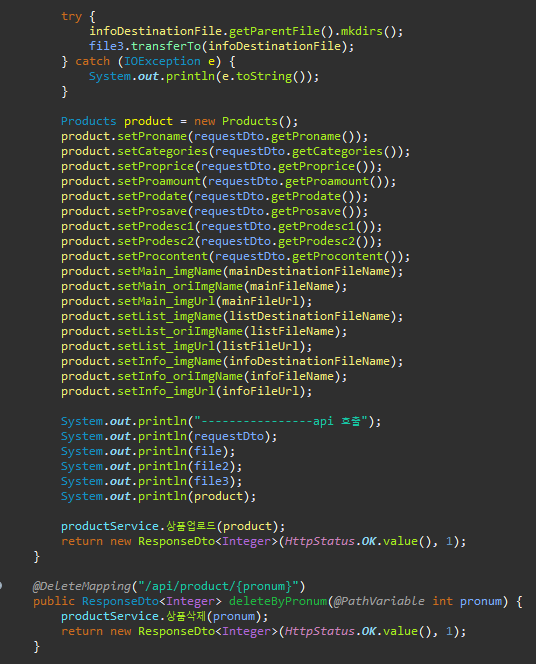 try {
infoDestinationFile.getParentFile().mkdirs();
file3.transferTo(infoDestinationFile);
} catch (IOException e) {
System.out.println(e.toString());
}
Products product = new Products();
product.setProname(requestDto.getProname());
product.setCategories(requestDto.getCategories());
product.setProprice(requestDto.getProprice());
product.setProamount(requestDto.getProamount());
product.setProdate(requestDto.getProdate());
product.setProsave(requestDto.getProsave());
product.setProdesc1(requestDto.getProdesc1());
product.setProdesc2(requestDto.getProdesc2());
product.setProcontent(requestDto.getProcontent());
product.setMain_imgName(mainDestinationFileName);
product.setMain_oriImgName(mainFileName);
product.setMain_imgUrl(mainFileUrl);
product.setList_imgName(listDestinationFileName);
product.setList_oriImgName(listFileName);
product.setList_imgUrl(listFileUrl);
product.setInfo_imgName(infoDestinationFileName);
product.setInfo_oriImgName(infoFileName);
product.setInfo_imgUrl(infoFileUrl);
System.out.println("----------------api 호출");
System.out.println(requestDto);
System.out.println(file);
System.out.println(file2);
System.out.println(file3);
System.out.println(product);
productService.상품업로드(product);
return new ResponseDto<Integer>(HttpStatus.OK.value(), 1);
}
@DeleteMapping("/api/product/{pronum}")
public ResponseDto<Integer> deleteByPronum(@PathVariable int pronum) {
productService.상품삭제(pronum);
return new ResponseDto<Integer>(HttpStatus.OK.value(), 1);
}